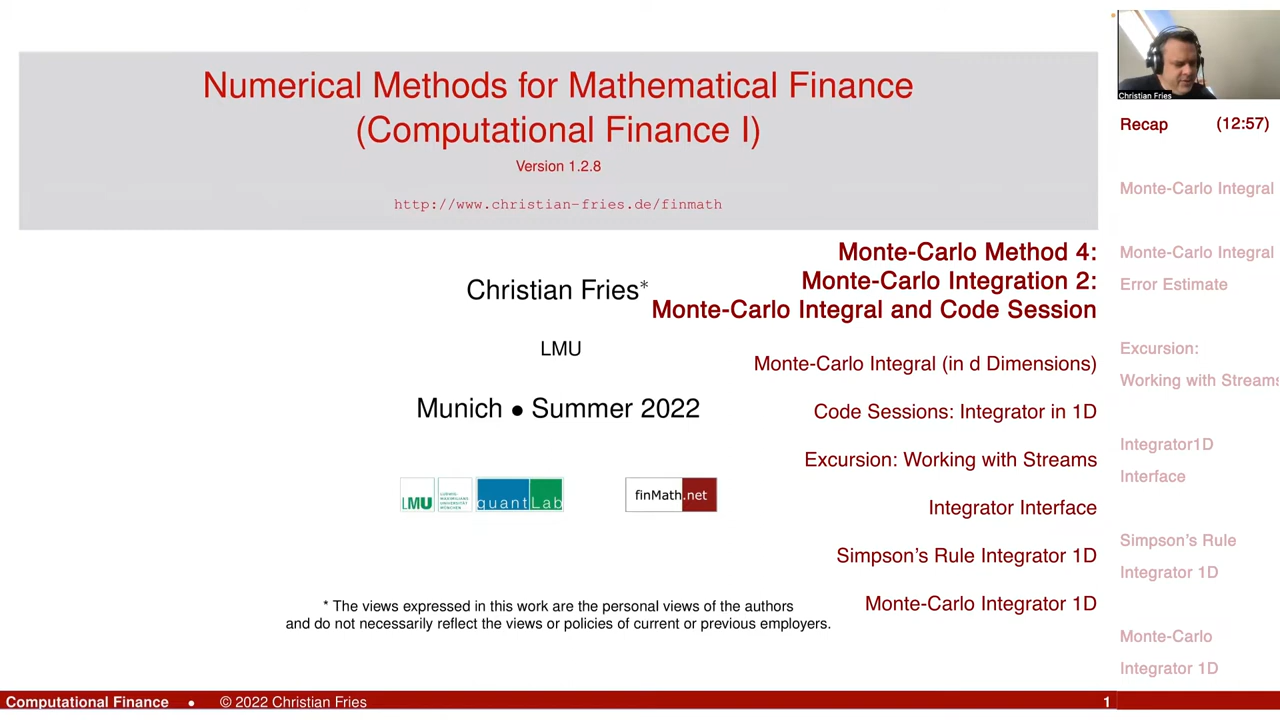 Numerical Methods for Mathematical Finance
(Computational Finance I)
Version 1.2.8
http://www.christian-fries.de/finmath
Christian Fries*
LMU
Munich • Summer 2022
LMU
LUDWIG-
MAXIMILIANS-
UNIVERSITÄT
MÜNCHEN
quantLab
finMath.net
* The views expressed in this work are the personal views of the authors
and do not necessarily reflect the views or policies of current or previous employers.
Monte-Carlo Method 4:
Monte-Carlo Integration 2:
Monte-Carlo Integral and Code Session
Monte-Carlo Integral (in d Dimensions)
Code Sessions: Integrator in 1D
Excursion: Working with Streams
Integrator Interface
Simpson's Rule Integrator 1D
Monte-Carlo Integrator 1D
Christian Fries
Recap (12:57)
Monte-Carlo Integral
Monte-Carlo Integral
Error Estimate
Excursion:
Working with Streams
Integrator1D
Interface
Simpson's Rule
Integrator 1D
Monte-Carlo
Integrator 1D
Computational Finance • © 2022 Christian Fries 1